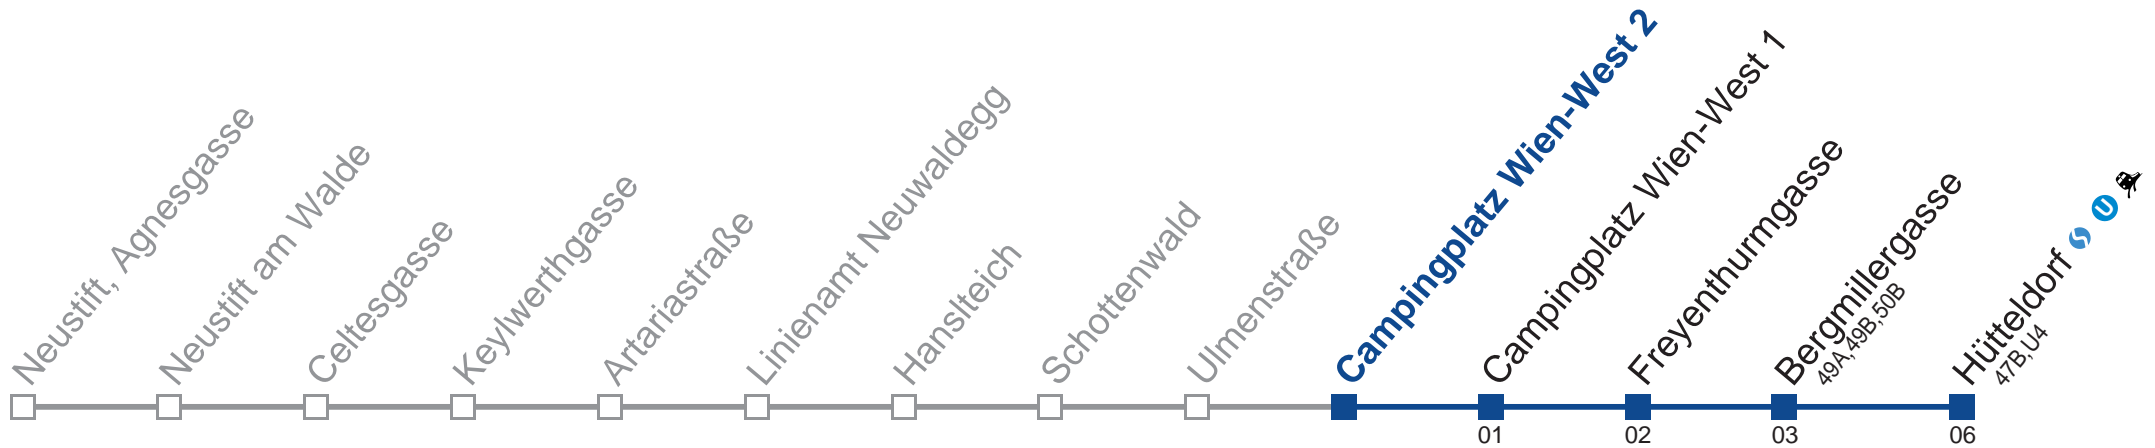 Neustift, Agnesgasse
Neustift am Walde
Celtesgasse
Keylwerthgasse
Artariastraße
Linienamt Neuwaldegg
Hanslteich
Schottenwald
Ulmenstraße
Campingplatz Wien-West 2
Campingplatz Wien-West 1
01
Freyenthurmgasse
02
Bergmillergasse
49A,49B,50B
03
Hütteldorf S U
47B,U4
06